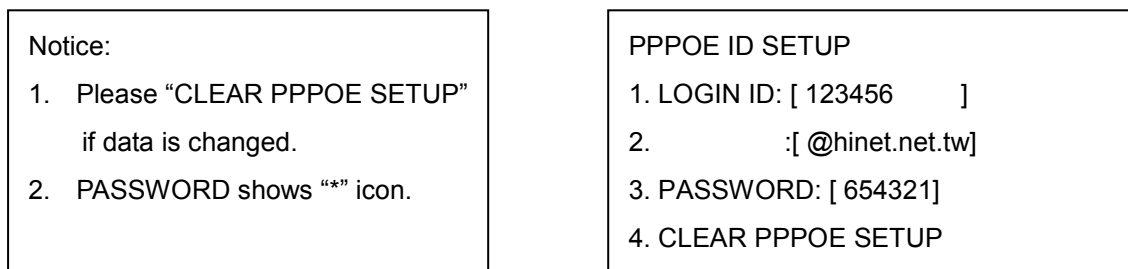 Notice:
1. Please “CLEAR PPPOE SETUP”
if data is changed.
2. PASSWORD shows “*” icon.
PPPOE ID SETUP
1. LOGIN ID: [ 123456 ]
2. :[ @hinet.net.tw]
3. PASSWORD: [ 654321]
4. CLEAR PPPOE SETUP